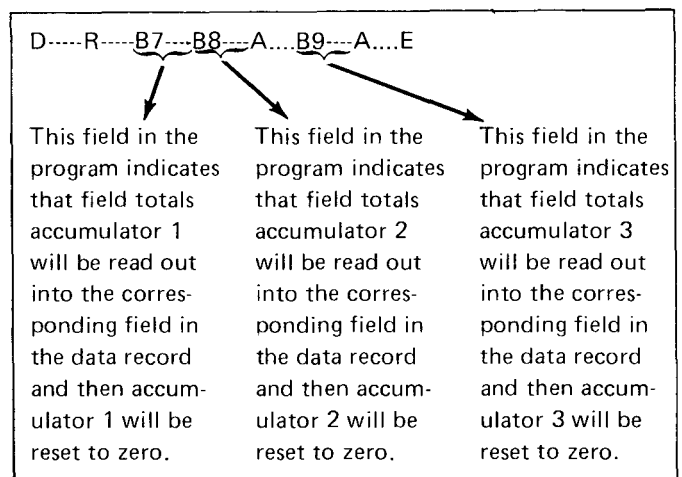 D-----R-----B7----B8----A....B9---A....E
This field in the
program indicates
that field totals
accumulator 1
will be read out
into the corres-
ponding field in
the data record
and then accum-
ulator 1 will be
reset to zero.
This field in the
program indicates
that field totals
accumulator 2
will be read out
into the corres-
ponding field in
the data record
and then accum-
ulator 2 will be
reset to zero.
This field in the
program indicates
that field totals
accumulator 3
will be read out
into the corres-
ponding field in
the data record
and then accum-
ulator 3 will be
reset to zero.